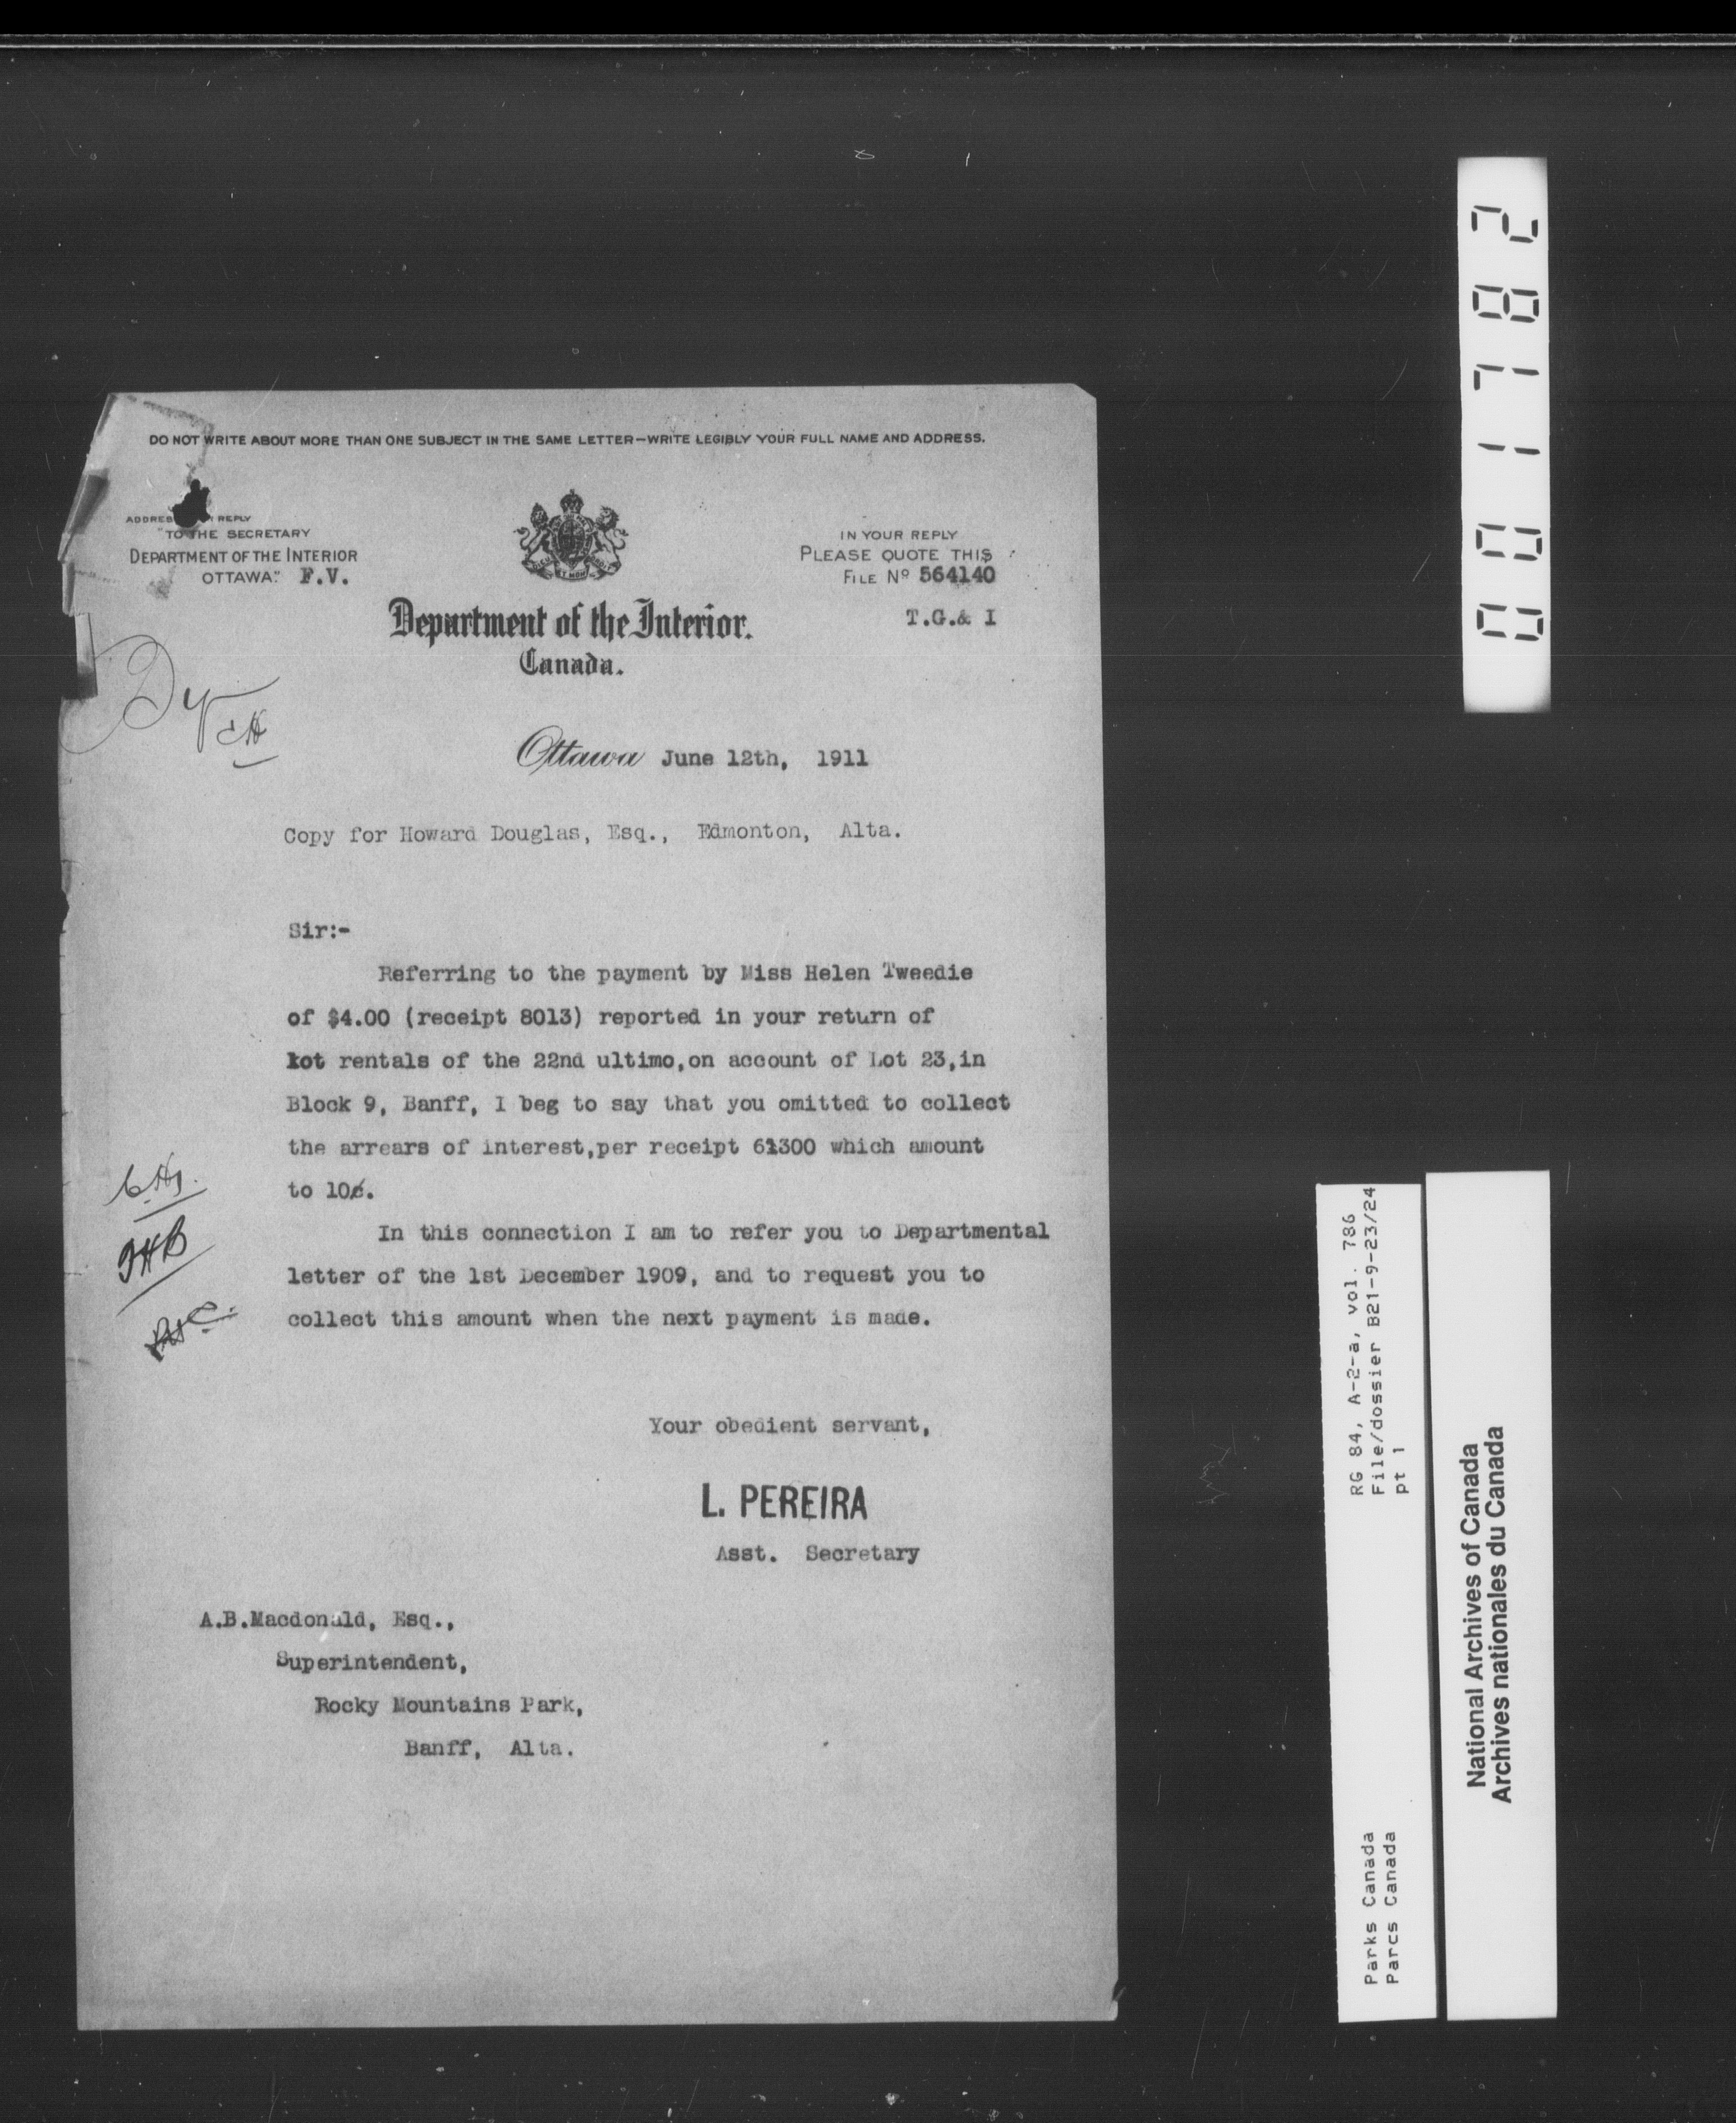 DO NOT WRITE ABOUT MORE THAN ONE SUBJECT IN THE SAME LETTER—WRITE LEGIBLY YOUR FULL NAME AND ADDRESS.
REPLY
"TO THE SECRETARY
DEPARTMENT OF THE INTERIOR
OTTAWA." F.V.
IN YOUR REPLY
PLEASE QUOTE THIS
FILE No 564140
T.G.& I
Department of the Interior.
Canada.
Ottawa June 12th, 1911
Copy for Howard Douglas, Esq., Edmonton, Alta.
Sir:-
Referring to the payment by Miss Helen Tweedie
of $4.00 (receipt 8013) reported in your return of
lot rentals of the 22nd ultimo,on account of Lot 23,in
Block 9, Banff, I beg to say that you omitted to collect
the arrears of interest,per receipt 61300 which amount
to 10¢.
In this connection I am to refer you to Departmental
letter of the 1st December 1909, and to request you to
collect this amount when the next payment is made.
Your obedient servant,
L. PEREIRA
Asst. Secretary
A.B.Macdonald, Esq.,
Superintendent,
Rocky Mountains Park,
Banff, Alta.
001782
RG 84, A-2-a, vol. 786
File/dossier B21-9-23/24
pt 1
Parks Canada
Parcs Canada
National Archives of Canada
Archives nationales du Canada